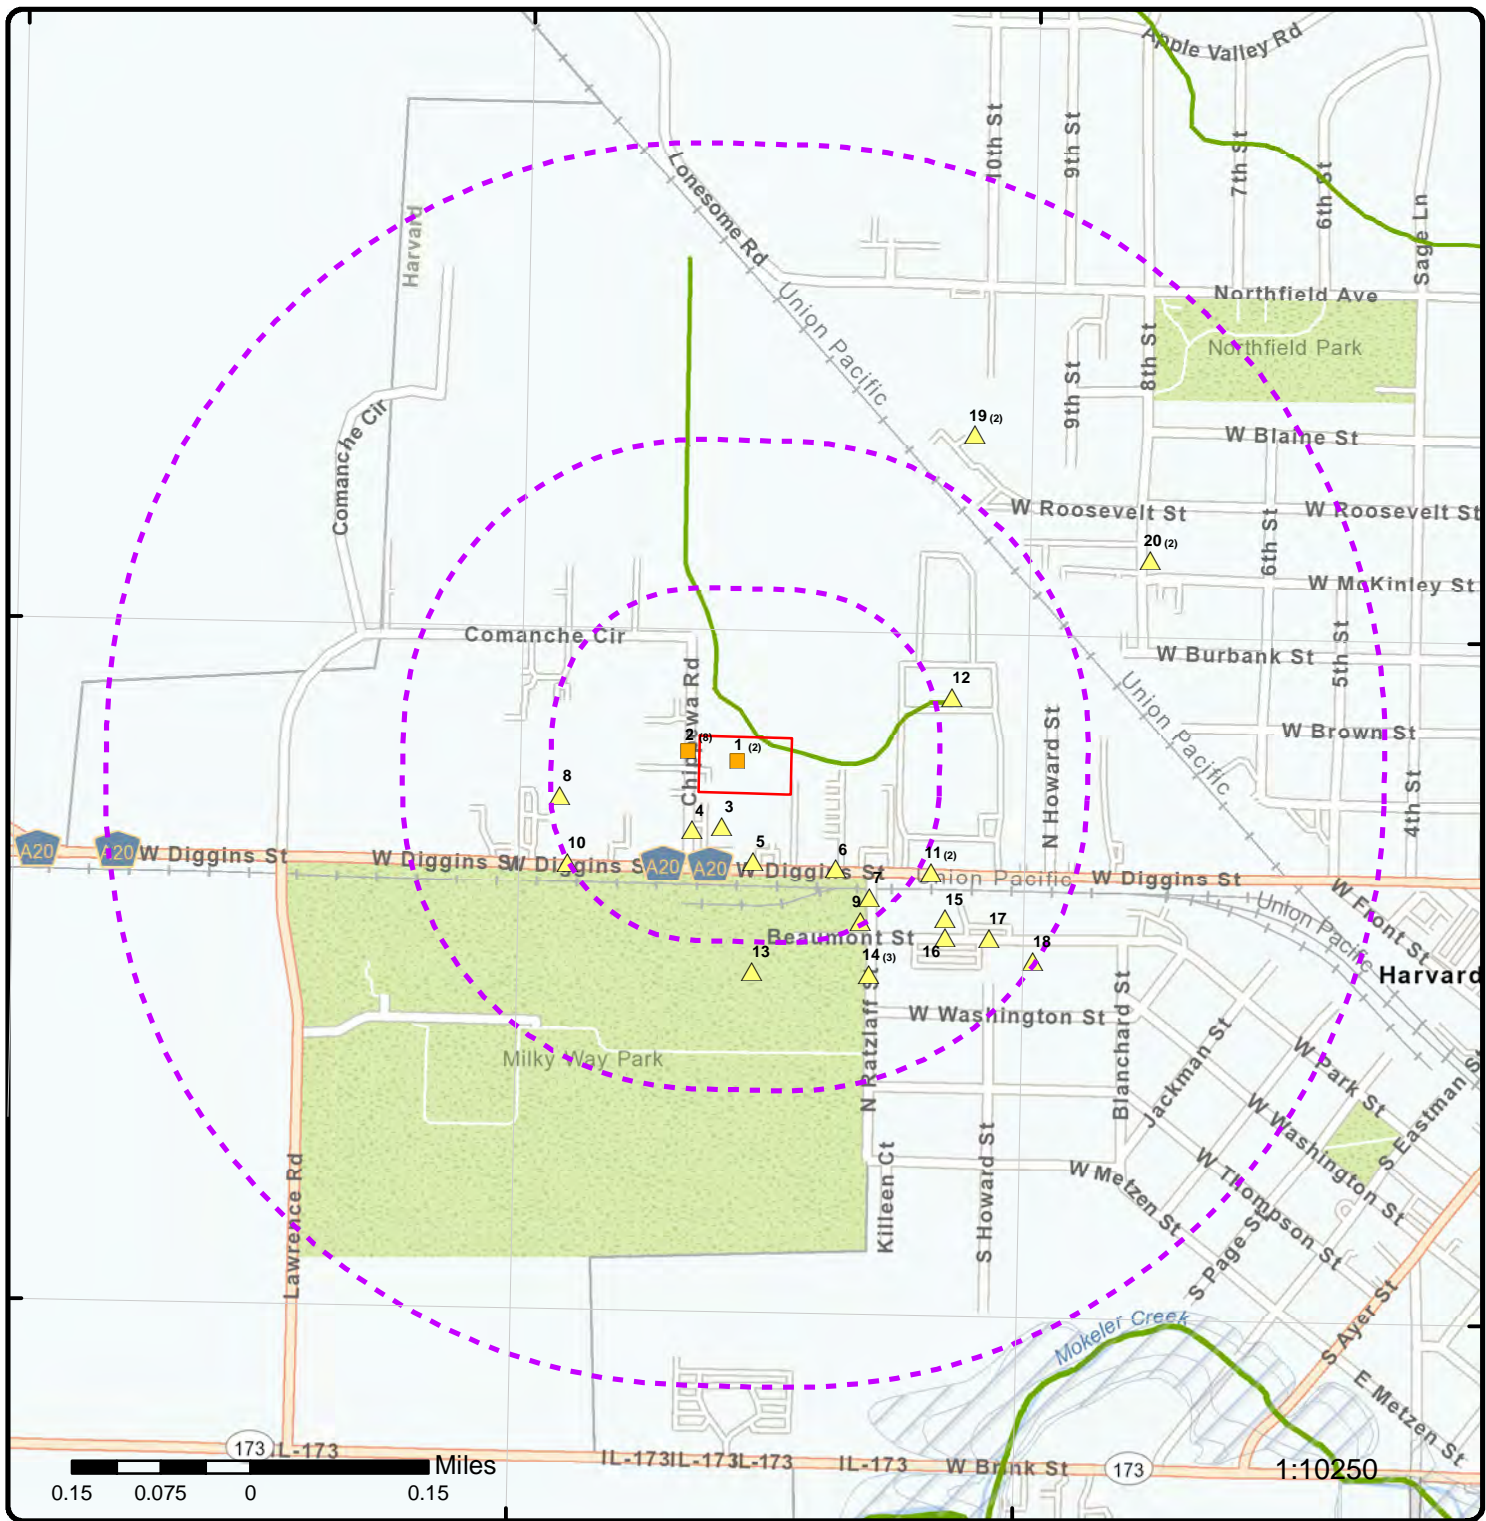 Apple Valley Rd
10th St
9th St
7th St
6th St
Sage Ln
Lonesome Rd
Harvard
Union Pacific
Northfield Ave
Northfield Park
8th St
9th St
Comanche Cir
19 (2)
W Blaine St
W Roosevelt St
W Roosevelt St
20 (2)
6th St
W McKinley St
Comanche Cir
5th St
W Burbank St
Chippewa Rd
12
Union Pacific
N Howard St
W Brown St
2 (8)
1 (2)
8
4
3
4th St
10
5
6
11 (2)
A20
A20
W Diggins St
W Diggins St
W Diggins St
A20
A20
W Diggins St
Union Pacific
W Diggins St
7
9
15
17
W Front St
Union Pacific
Beaumont St
16
18
13
14 (3)
Harvard
N Ratzlaff St
W Washington St
Blanchard St
Milky Way Park
Jackman St
W Park St
S Eastman St
W Washington St
Lawrence Rd
Killeen Ct
S Howard St
W Metzen St
W Thompson St
S Page St
Mokeler Creek
S Ayer St
E Metzen St
173
IL-173
IL-173
IL-173
IL-173
IL-173
W Brink St
173
1:10250
Miles
0.15
0.075
0
0.15